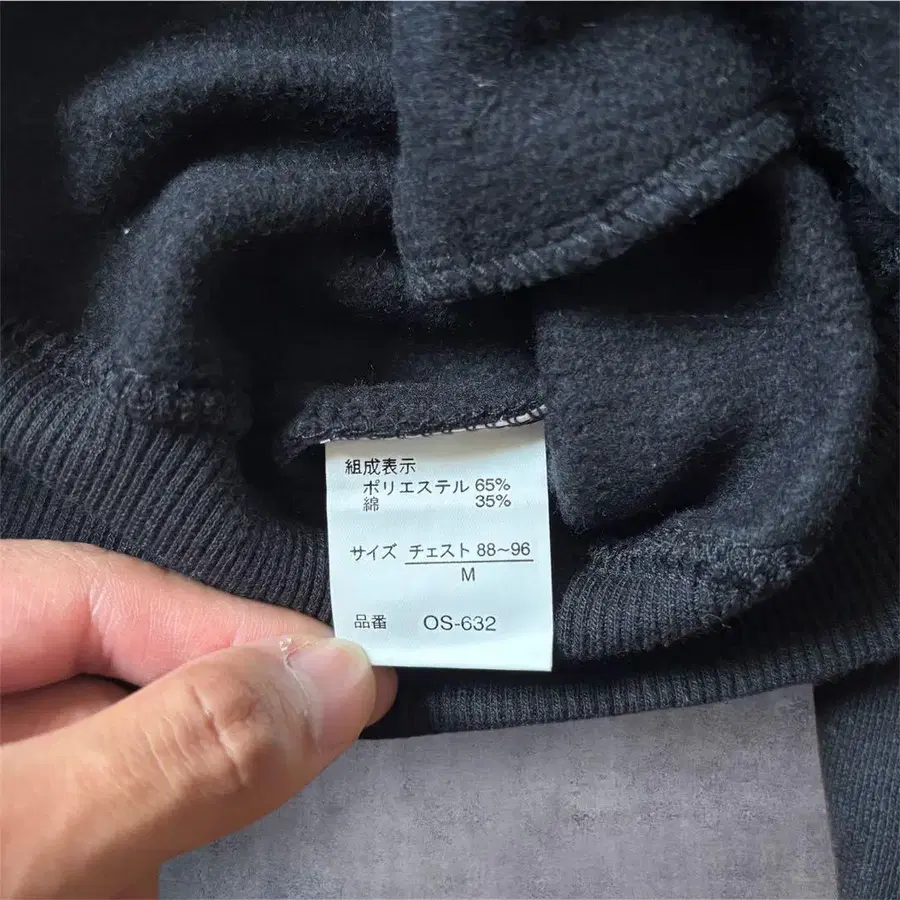 組成表示
ポリエステル 65%
綿 35%
サイズ チェスト 88~96
M
品番 OS-632